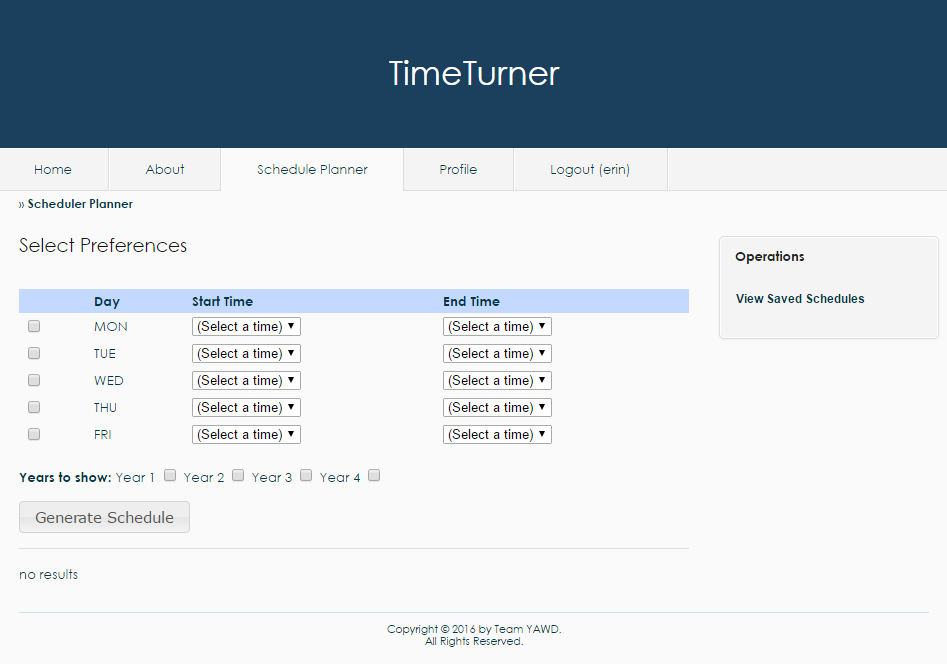 TimeTurner
Home About Schedule Planner Profile Logout (erin)
» Scheduler Planner
Select Preferences
Operations
View Saved Schedules
Day Start Time End Time
MON (Select a time) (Select a time)
TUE (Select a time) (Select a time)
WED (Select a time) (Select a time)
THU (Select a time) (Select a time)
FRI (Select a time) (Select a time)
Years to show: Year 1 Year 2 Year 3 Year 4
Generate Schedule
no results
Copyright © 2016 by Team YAWD.
All Rights Reserved.